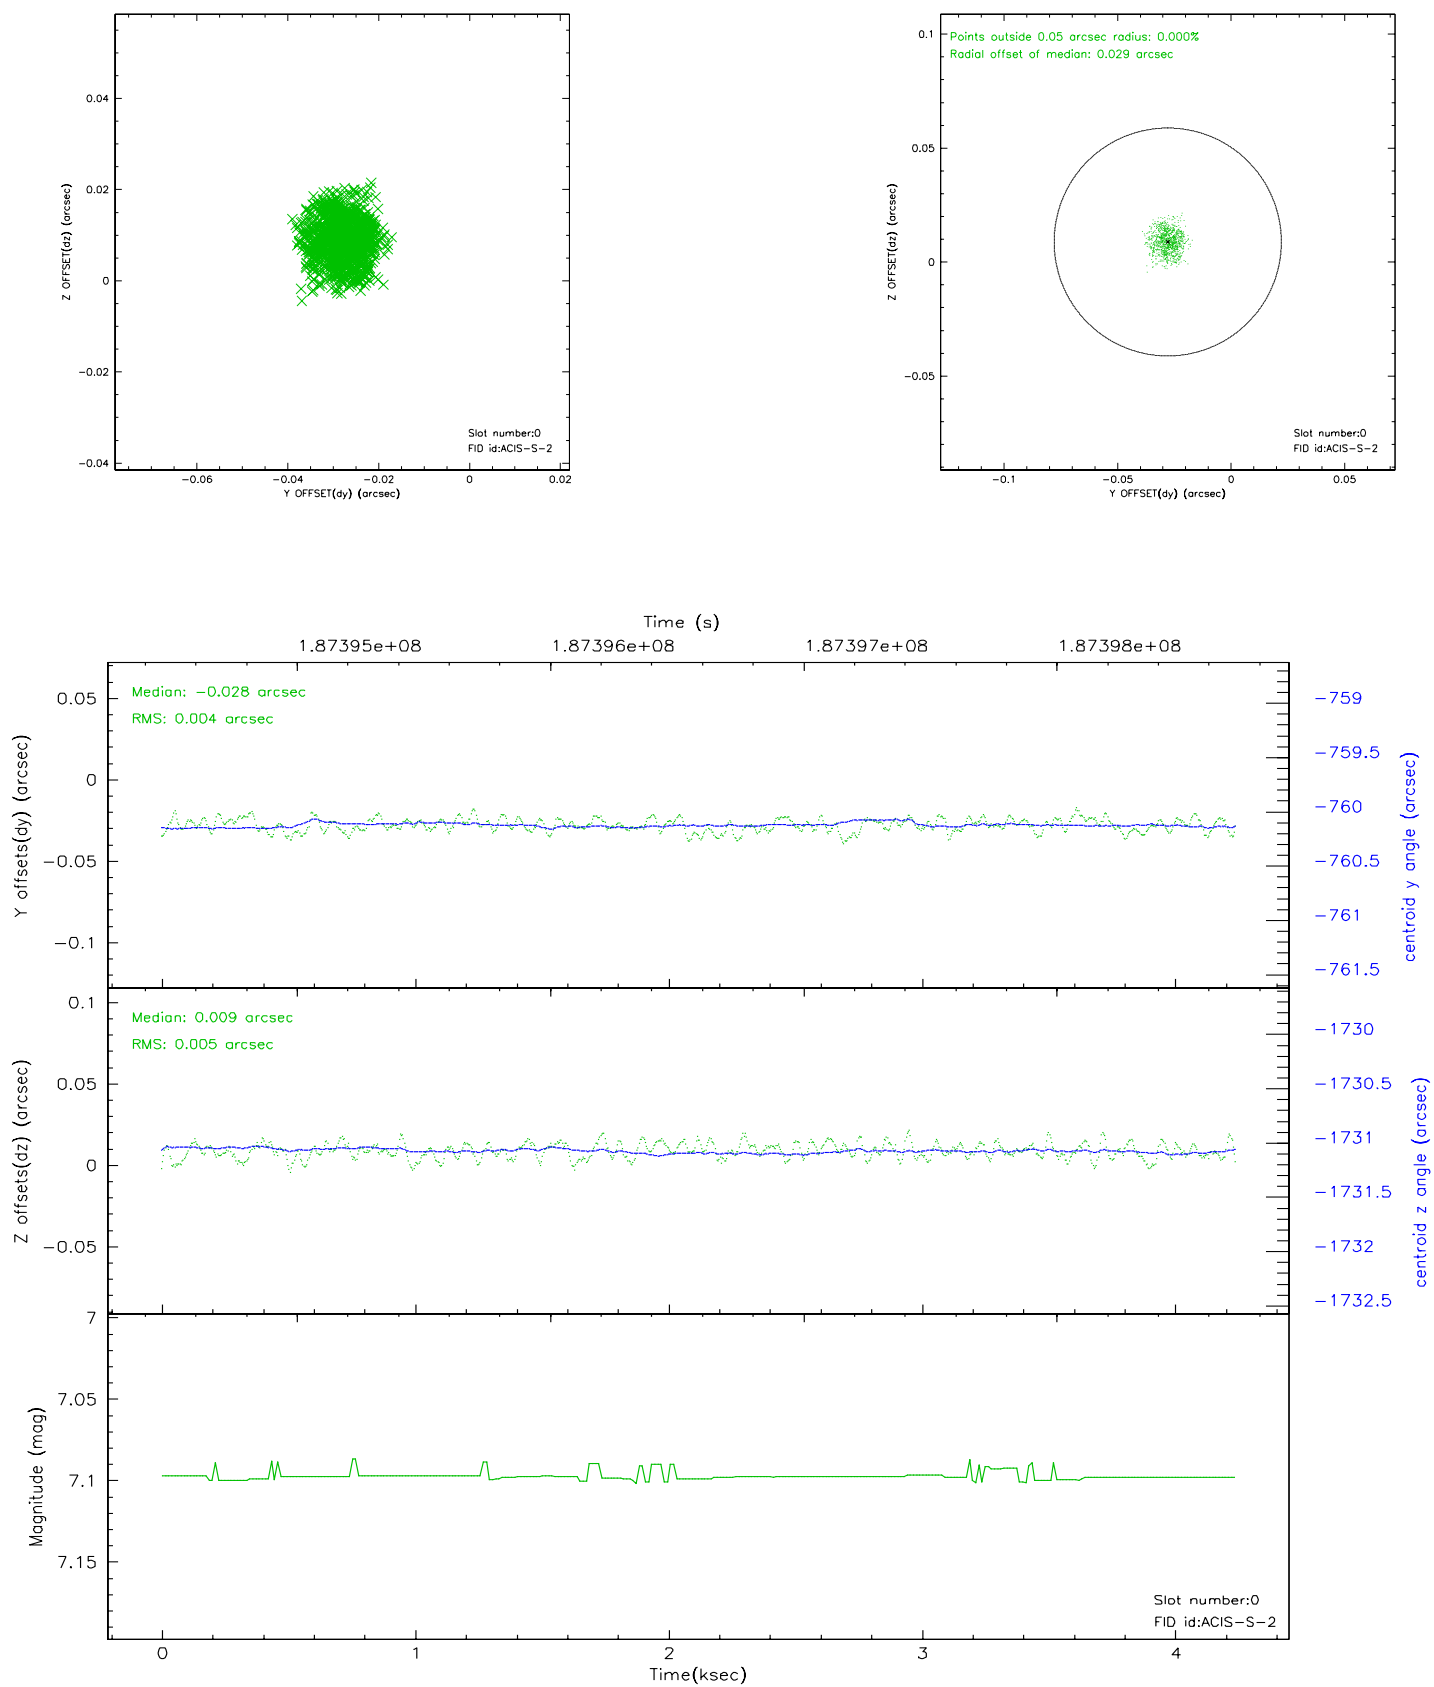 0.04
0.02
0
-0.02
-0.04
Z OFFSET(dz) (arcsec)
-0.06
-0.04
-0.02
0
0.02
Y OFFSET(dy) (arcsec)
Slot number:0
FID id:ACIS-S-2
Points outside 0.05 arcsec radius: 0.000%
Radial offset of median: 0.029 arcsec
0.1
0.05
0
-0.05
Z OFFSET(dz) (arcsec)
-0.1
-0.05
0
0.05
Y OFFSET(dy) (arcsec)
Slot number:0
FID id:ACIS-S-2
Time (s)
1.87395e+08
1.87396e+08
1.87397e+08
1.87398e+08
Median: -0.028 arcsec
RMS: 0.004 arcsec
0.05
0
-0.05
-0.1
Y offsets(dy) (arcsec)
-759
-759.5
-760
-760.5
-761
-761.5
centroid y angle (arcsec)
Median: 0.009 arcsec
RMS: 0.005 arcsec
0.1
0.05
0
-0.05
Z offsets(dz) (arcsec)
-1730
-1730.5
-1731
-1731.5
-1732
-1732.5
centroid z angle (arcsec)
7
7.05
7.1
7.15
Magnitude (mag)
Slot number:0
FID id:ACIS-S-2
0
1
2
3
4
Time(ksec)